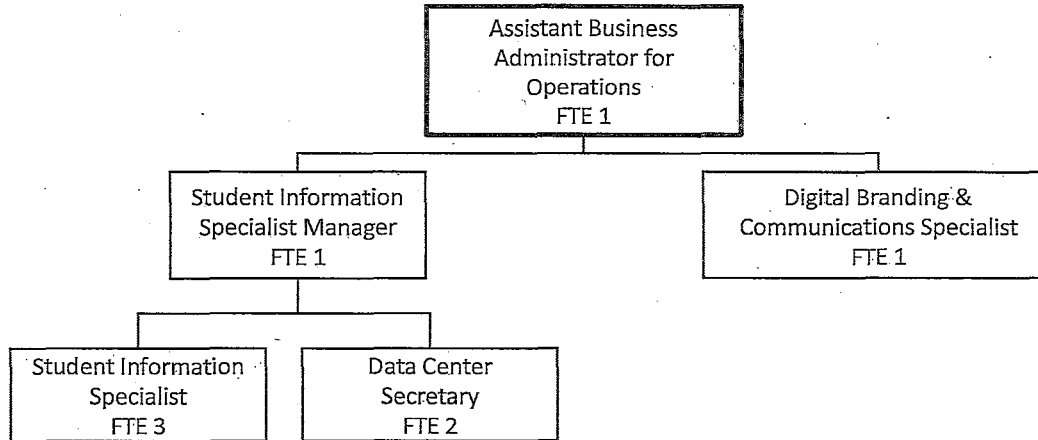 Assistant Business
Administrator for
Operations
FTE 1
Student Information
Specialist Manager
FTE 1
Digital Branding &
Communications Specialist
FTE 1
Student Information
Specialist
FTE 3
Data Center
Secretary
FTE 2